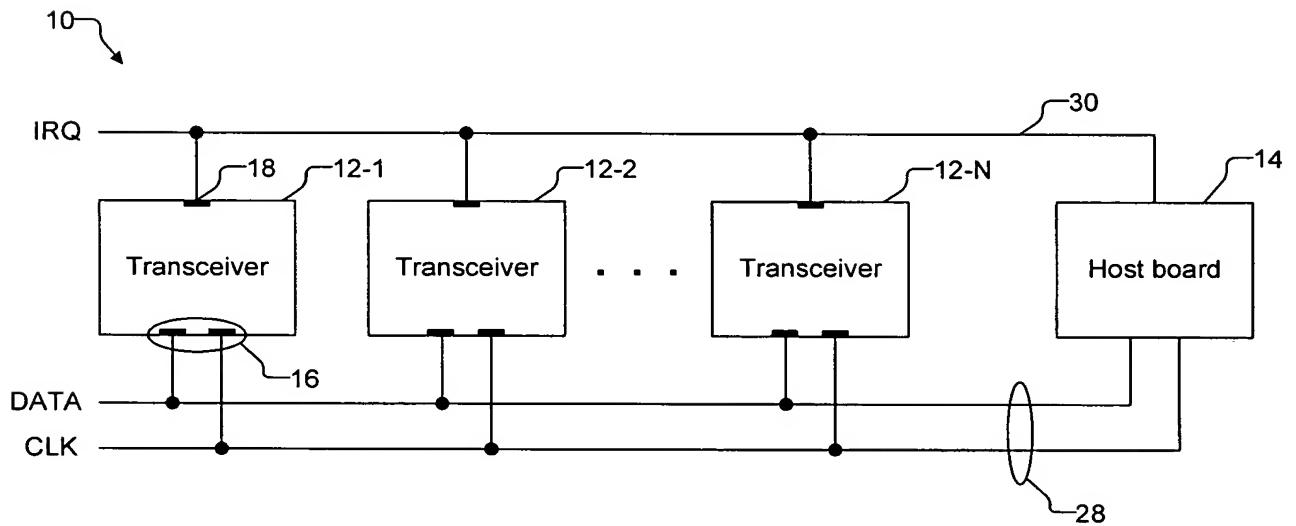 10
IRQ
30
18
12-1
12-2
12-N
14
Transceiver
Transceiver
. . .
Transceiver
Host board
16
DATA
CLK
28